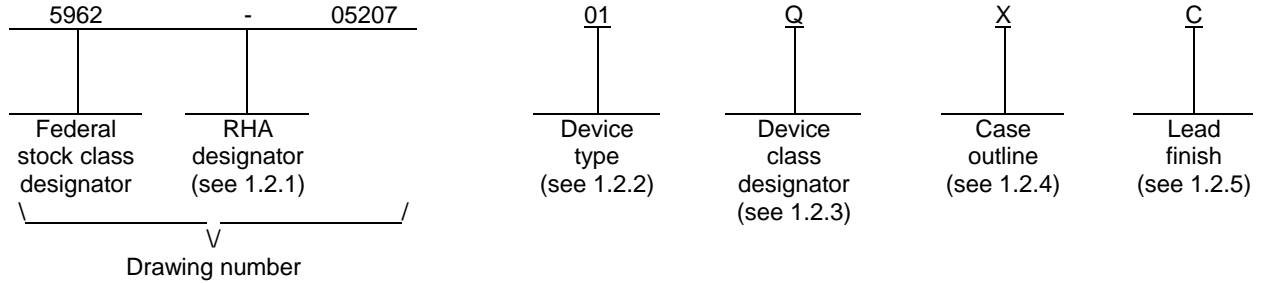 5962 - 05207 01 Q X C
Federal stock class designator
RHA designator (see 1.2.1)
Device type (see 1.2.2)
Device class designator (see 1.2.3)
Case outline (see 1.2.4)
Lead finish (see 1.2.5)
\ /
\/
Drawing number